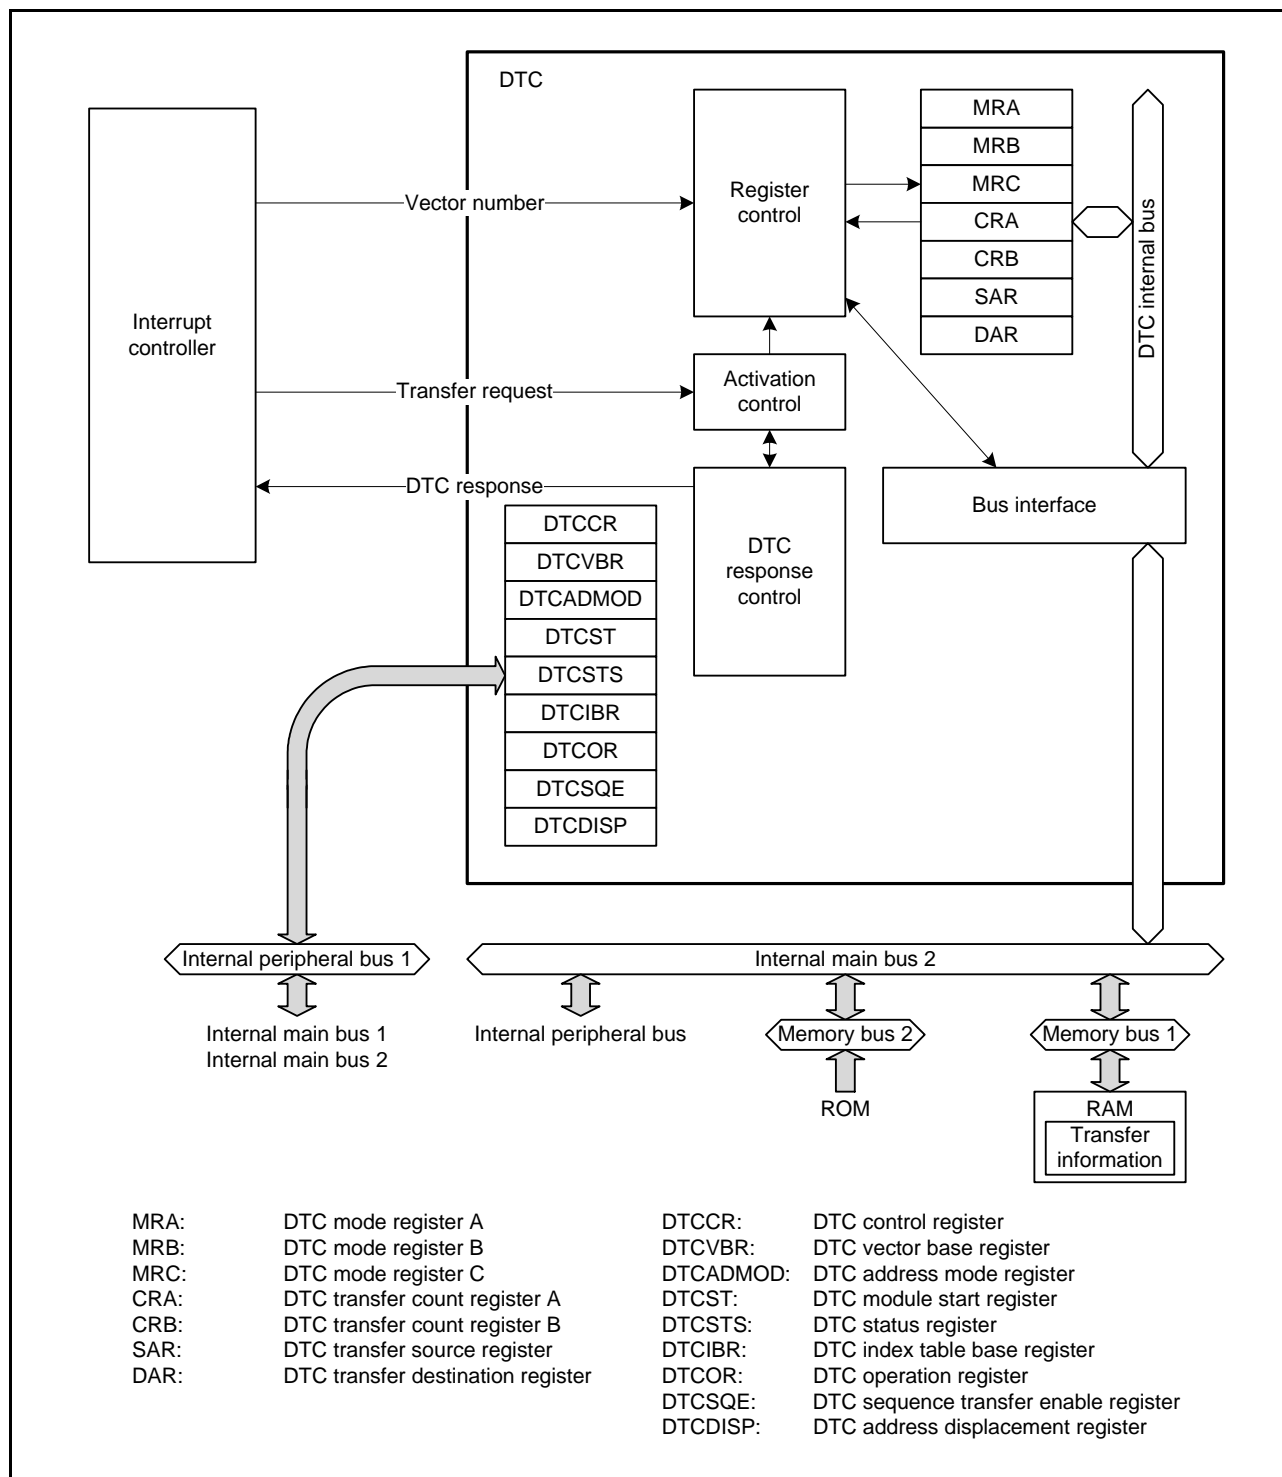 DTC
MRA
MRB
MRC
CRA
CRB
SAR
DAR
Register
control
Vector number
DTC internal bus
Interrupt
controller
Transfer request
Activation
control
DTC response
Bus interface
DTCCR
DTCVBR
DTCADMOD
DTCST
DTCSTS
DTCIBR
DTCOR
DTCSQE
DTCDISP
DTC
response
control
Internal peripheral bus 1
Internal main bus 2
Internal main bus 1
Internal main bus 2
Internal peripheral bus
Memory bus 2
Memory bus 1
ROM
RAM
Transfer
information
MRA: DTC mode register A
MRB: DTC mode register B
MRC: DTC mode register C
CRA: DTC transfer count register A
CRB: DTC transfer count register B
SAR: DTC transfer source register
DAR: DTC transfer destination register
DTCCR: DTC control register
DTCVBR: DTC vector base register
DTCADMOD: DTC address mode register
DTCST: DTC module start register
DTCSTS: DTC status register
DTCIBR: DTC index table base register
DTCOR: DTC operation register
DTCSQE: DTC sequence transfer enable register
DTCDISP: DTC address displacement register